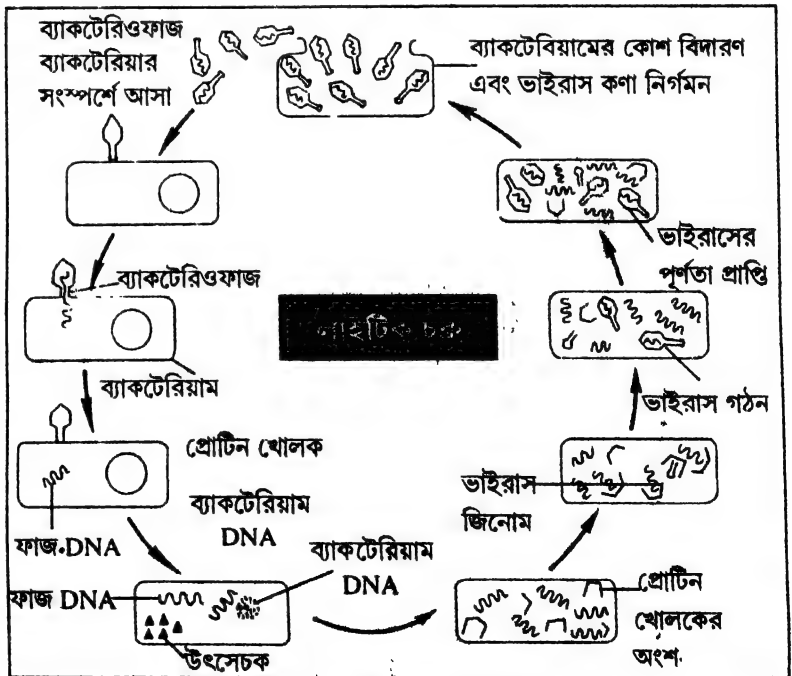 ব্যাকটেরিওফাজ
ব্যাকটেরিয়ার
সংস্পর্শে আসা
ব্যাকটেবিয়ামের কোশ বিদারণ
এবং ভাইরাস কণা নির্গমন
ভাইরাসের
পূর্ণতা প্রাপ্তি
ব্যাকটেরিওফাজ
লাইটিক চক্র
ব্যাকটেরিয়াম
ভাইরাস গঠন
প্রোটিন খোলক
ভাইরাস
জিনোম
ব্যাকটেরিয়াম
DNA
ফাজ.DNA
ব্যাকটেরিয়াম
DNA
ফাজ DNA
প্রোটিন
খোলকের
অংশ.
উৎসেচক